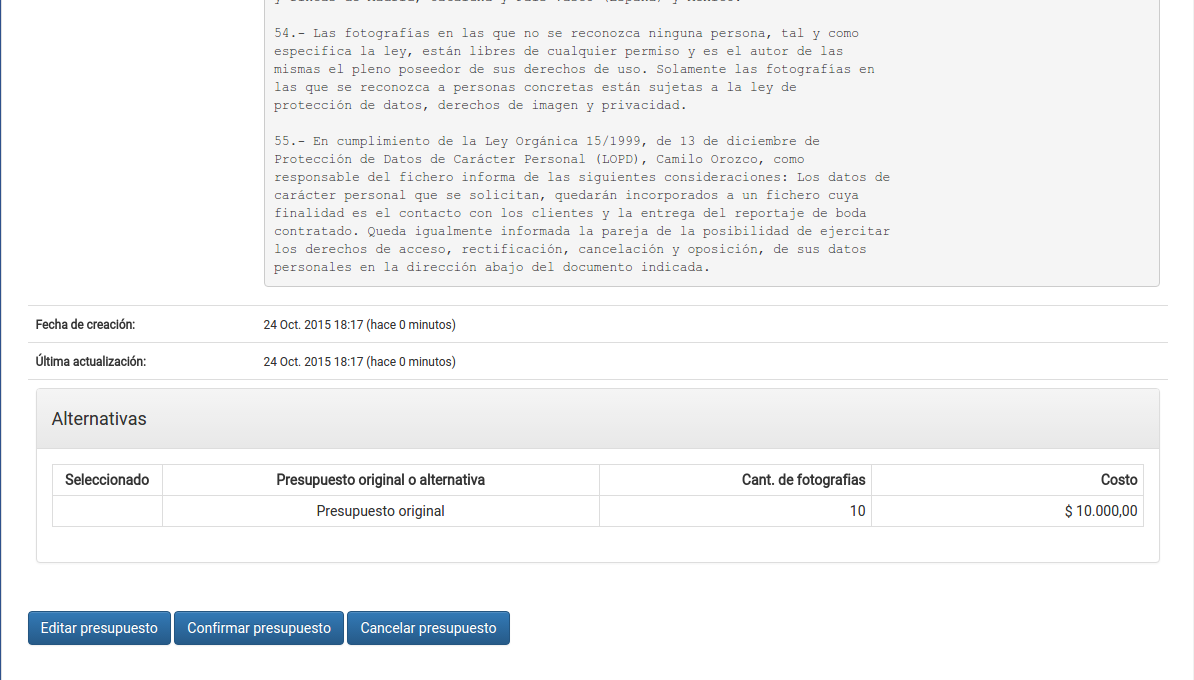 54.- Las fotografías en las que no se reconozca ninguna persona, tal y como
especifica la ley, están libres de cualquier permiso y es el autor de las
mismas el pleno poseedor de sus derechos de uso. Solamente las fotografías en
las que se reconozca a personas concretas están sujetas a la ley de
protección de datos, derechos de imagen y privacidad.
55.- En cumplimiento de la Ley Orgánica 15/1999, de 13 de diciembre de
Protección de Datos de Carácter Personal (LOPD), Camilo Orozco, como
responsable del fichero informa de las siguientes consideraciones: Los datos de
carácter personal que se solicitan, quedarán incorporados a un fichero cuya
finalidad es el contacto con los clientes y la entrega del reportaje de boda
contratado. Queda igualmente informada la pareja de la posibilidad de ejercitar
los derechos de acceso, rectificación, cancelación y oposición, de sus datos
personales en la dirección abajo del documento indicada.
Fecha de creación: 24 Oct. 2015 18:17 (hace 0 minutos)
Última actualización: 24 Oct. 2015 18:17 (hace 0 minutos)
Alternativas
Seleccionado Presupuesto original o alternativa Cant. de fotografias Costo
Presupuesto original 10 $ 10.000,00
Editar presupuesto Confirmar presupuesto Cancelar presupuesto